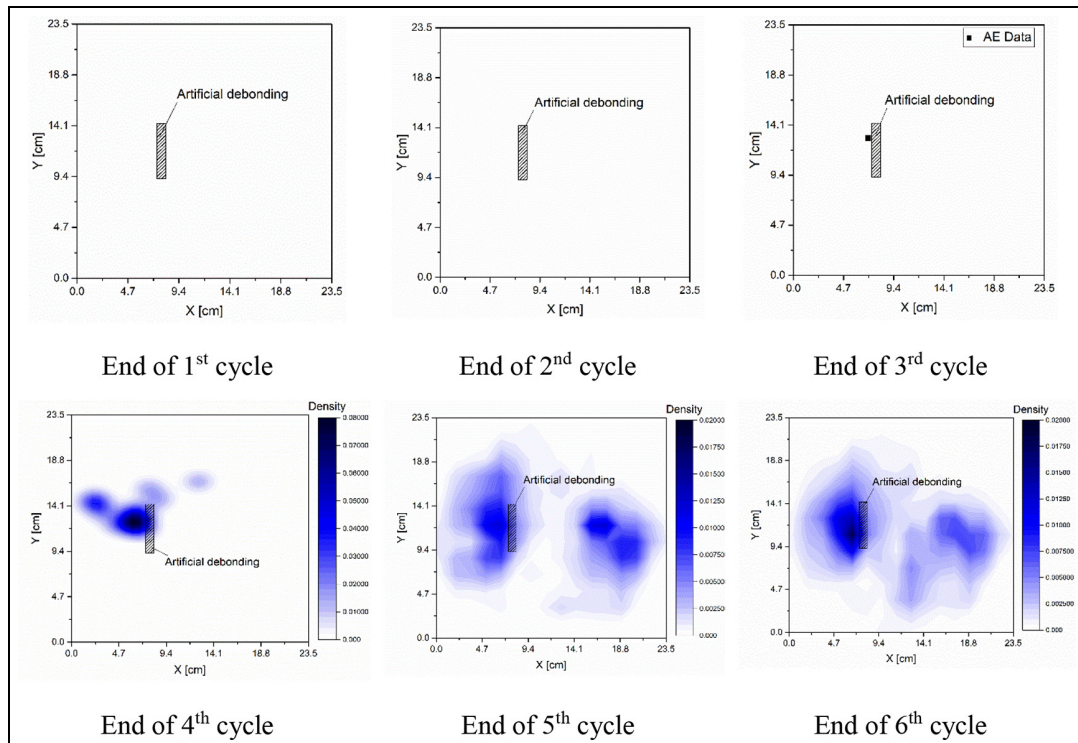 23.5
18.8
14.1
9.4
4.7
0.0
Y [cm]
Artificial debonding
0.0 4.7 9.4 14.1 18.8 23.5
X [cm]
End of 1st cycle
23.5
18.8
14.1
9.4
4.7
0.0
Y [cm]
Artificial debonding
0.0 4.7 9.4 14.1 18.8 23.5
X [cm]
End of 2nd cycle
23.5
18.8
14.1
9.4
4.7
0.0
Y [cm]
AE Data
Artificial debonding
0.0 4.7 9.4 14.1 18.8 23.5
X [cm]
End of 3rd cycle
23.5
18.8
14.1
9.4
4.7
0.0
Y [cm]
Artificial debonding
0.0 4.7 9.4 14.1 18.8 23.5
X [cm]
Density
0.08000
0.07000
0.06000
0.05000
0.04000
0.03000
0.02000
0.01000
0.000
End of 4th cycle
23.5
18.8
14.1
9.4
4.7
0.0
Y [cm]
Artificial debonding
0.0 4.7 9.4 14.1 18.8 23.5
X [cm]
Density
0.02000
0.01750
0.01500
0.01250
0.01000
0.007500
0.005000
0.002500
0.000
End of 5th cycle
23.5
18.8
14.1
9.4
4.7
0.0
Y [cm]
Artificial debonding
0.0 4.7 9.4 14.1 18.8 23.5
X [cm]
Density
0.02000
0.01750
0.01500
0.01250
0.01000
0.007500
0.005000
0.002500
0.000
End of 6th cycle